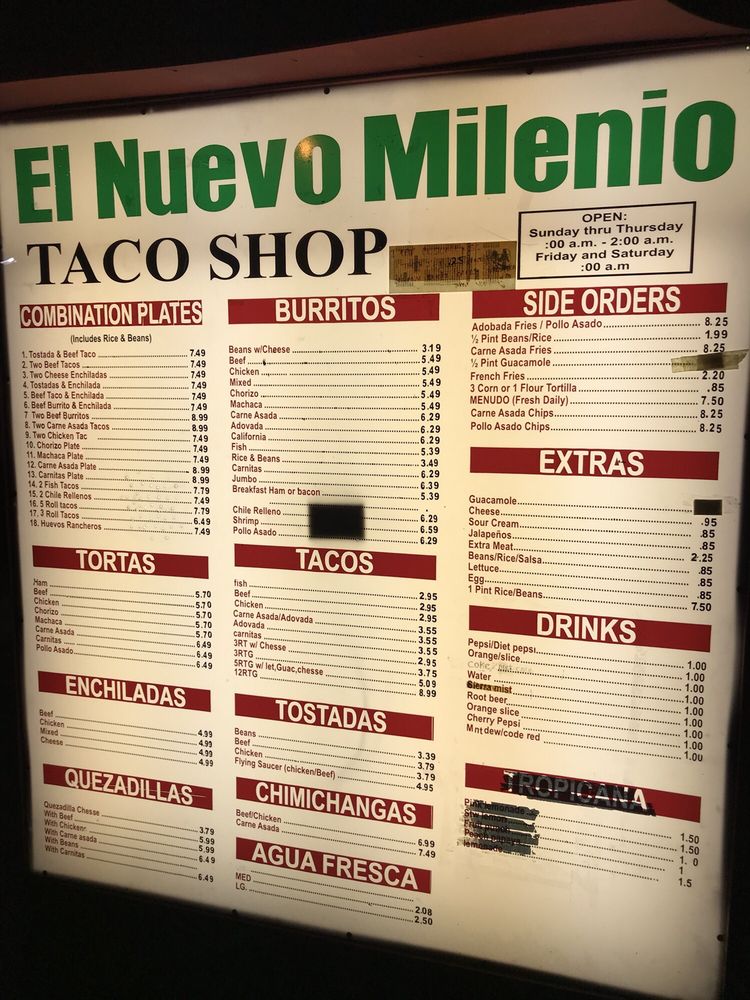 El Nuevo Milenio
TACO SHOP
OPEN:
Sunday thru Thursday
:00 a.m. - 2:00 a.m.
Friday and Saturday
:00 a.m
COMBINATION PLATES
(Includes Rice & Beans)
1. Tostada & Beef Taco 7.49
2. Two Beef Tacos 7.49
3. Two Cheese Enchiladas 7.49
4. Tostadas & Enchilada 7.49
5. Beef Taco & Enchilada 7.49
6. Beef Burrito & Enchilada 7.49
7 Two Beef Burritos 8.99
8. Two Carne Asada Tacos 8.99
9. Two Chicken Tac 7.49
10. Chorizo Plate 7.49
11. Machaca Plate 7.49
12. Carne Asada Plate 8.99
13. Carnitas Plate 8.99
14. 2 Fish Tacos 7.79
15. 2 Chile Rellenos 7.49
16. 5 Roll tacos 7.79
17. 3 Roll Tacos 6.49
18. Huevos Rancheros 7.49
TORTAS
Ham 5.70
Beef 5.70
Chicken 5.70
Chorizo 5.70
Machaca 5.70
Carne Asada 6.49
Carnitas 6.49
Pollo Asado 6.49
ENCHILADAS
Beef 4.99
Chicken 4.99
Mixed 4.99
Cheese 4.99
QUEZADILLAS
Quezadilla Chesse 3.79
With Beef 5.99
With Chickenc 5.99
With Carne asada 6.49
With Beans
With Carnitas 6.49
BURRITOS
Beans w/Cheese 3.19
Beef 5.49
Chicken 5.49
Mixed 5.49
Chorizo 5.49
Machaca 5.49
Carne Asada 6.29
Adovada 6.29
California 6.29
Fish 5.39
Rice & Beans 3.49
Carnitas 6.29
Jumbo 6.39
Breakfast Ham or bacon 5.39
Chile Relleno 6.29
Shrimp 6.59
Pollo Asado 6.29
TACOS
fish 2.95
Beef 2.95
Chicken 2.95
Carne Asada/Adovada 3.55
Adovada 3.55
carnitas 3.55
3RT w/ Chesse 2.95
3RTG 3.75
5RTG w/ let,Guac,chesse 5.09
12RTG 8.99
TOSTADAS
Beans 3.39
Beef 3.79
Chicken 3.79
Flying Saucer (chicken/Beef) 4.95
CHIMICHANGAS
Beef/Chicken 6.99
Carne Asada 7.49
AGUA FRESCA
MED 2.08
LG. 2.50
SIDE ORDERS
Adobada Fries / Pollo Asado 8.25
½ Pint Beans/Rice 1.99
Carne Asada Fries 8.25
½ Pint Guacamole
French Fries 2.20
3 Corn or 1 Flour Tortilla .85
MENUDO (Fresh Daily) 7.50
Carne Asada Chips 8.25
Pollo Asado Chips 8.25
EXTRAS
Guacamole
Cheese .95
Sour Cream .85
Jalapeños .85
Extra Meat 2.25
Beans/Rice/Salsa .85
Lettuce .85
Egg .85
1 Pint Rice/Beans 7.50
DRINKS
Pepsi/Diet pepsi 1.00
Orange/slice 1.00
Water 1.00
Sierra mist 1.00
Root beer 1.00
Orange slice 1.00
Cherry Pepsi 1.00
M nt dew/code red 1.00
TROPICANA
Pink lemonade 1.50
Stw lemon 1.50
1. 0
1
lemonade 1.5